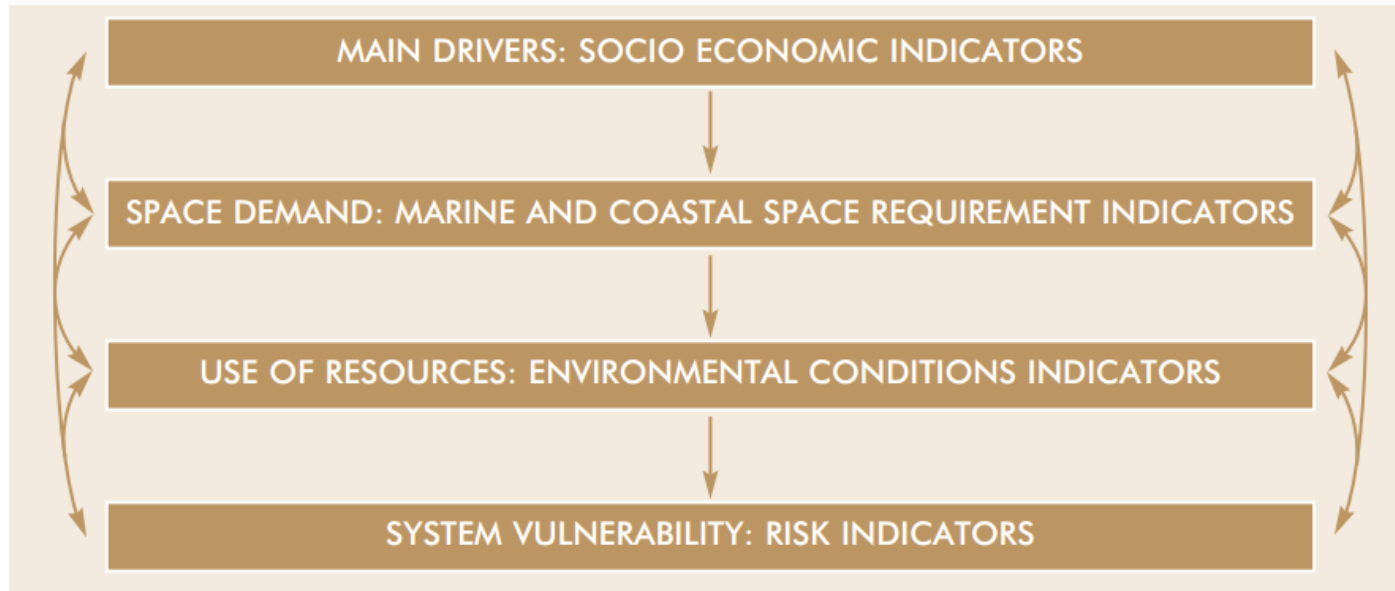 MAIN DRIVERS: SOCIO ECONOMIC INDICATORS
SPACE DEMAND: MARINE AND COASTAL SPACE REQUIREMENT INDICATORS
USE OF RESOURCES: ENVIRONMENTAL CONDITIONS INDICATORS
SYSTEM VULNERABILITY: RISK INDICATORS